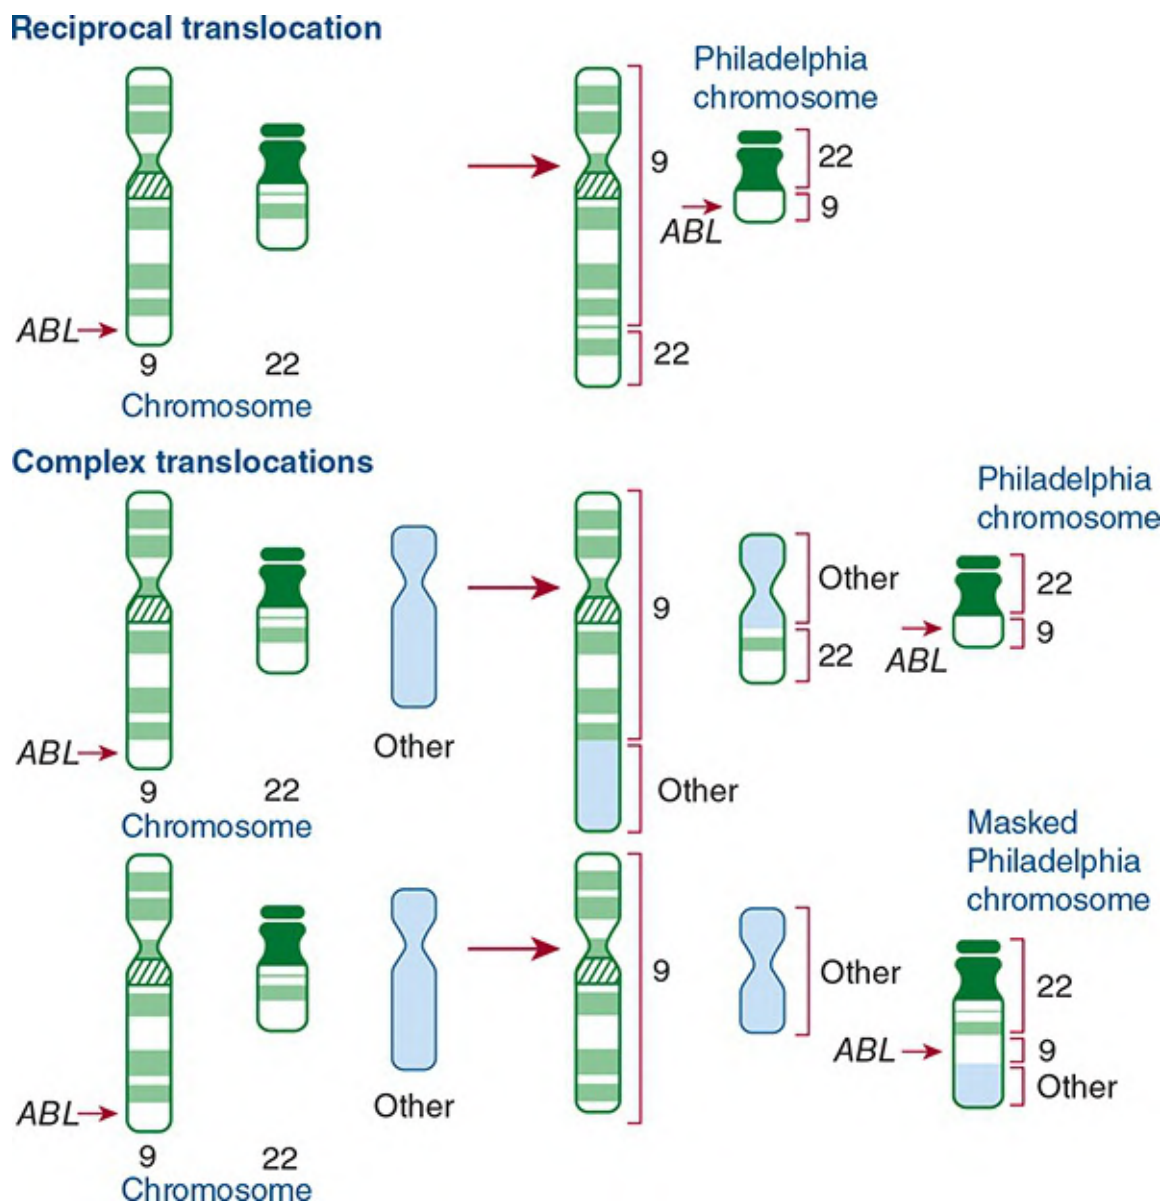 Reciprocal translocation
Philadelphia
chromosome
22
9
9
ABL
22
ABL
9 22
Chromosome
Complex translocations
Philadelphia
chromosome
Other
22
9
22
9
ABL
Other
ABL
Other
9 22
Chromosome
Masked
Philadelphia
chromosome
9
Other
22
ABL
9
Other
Other
ABL
9 22
Chromosome